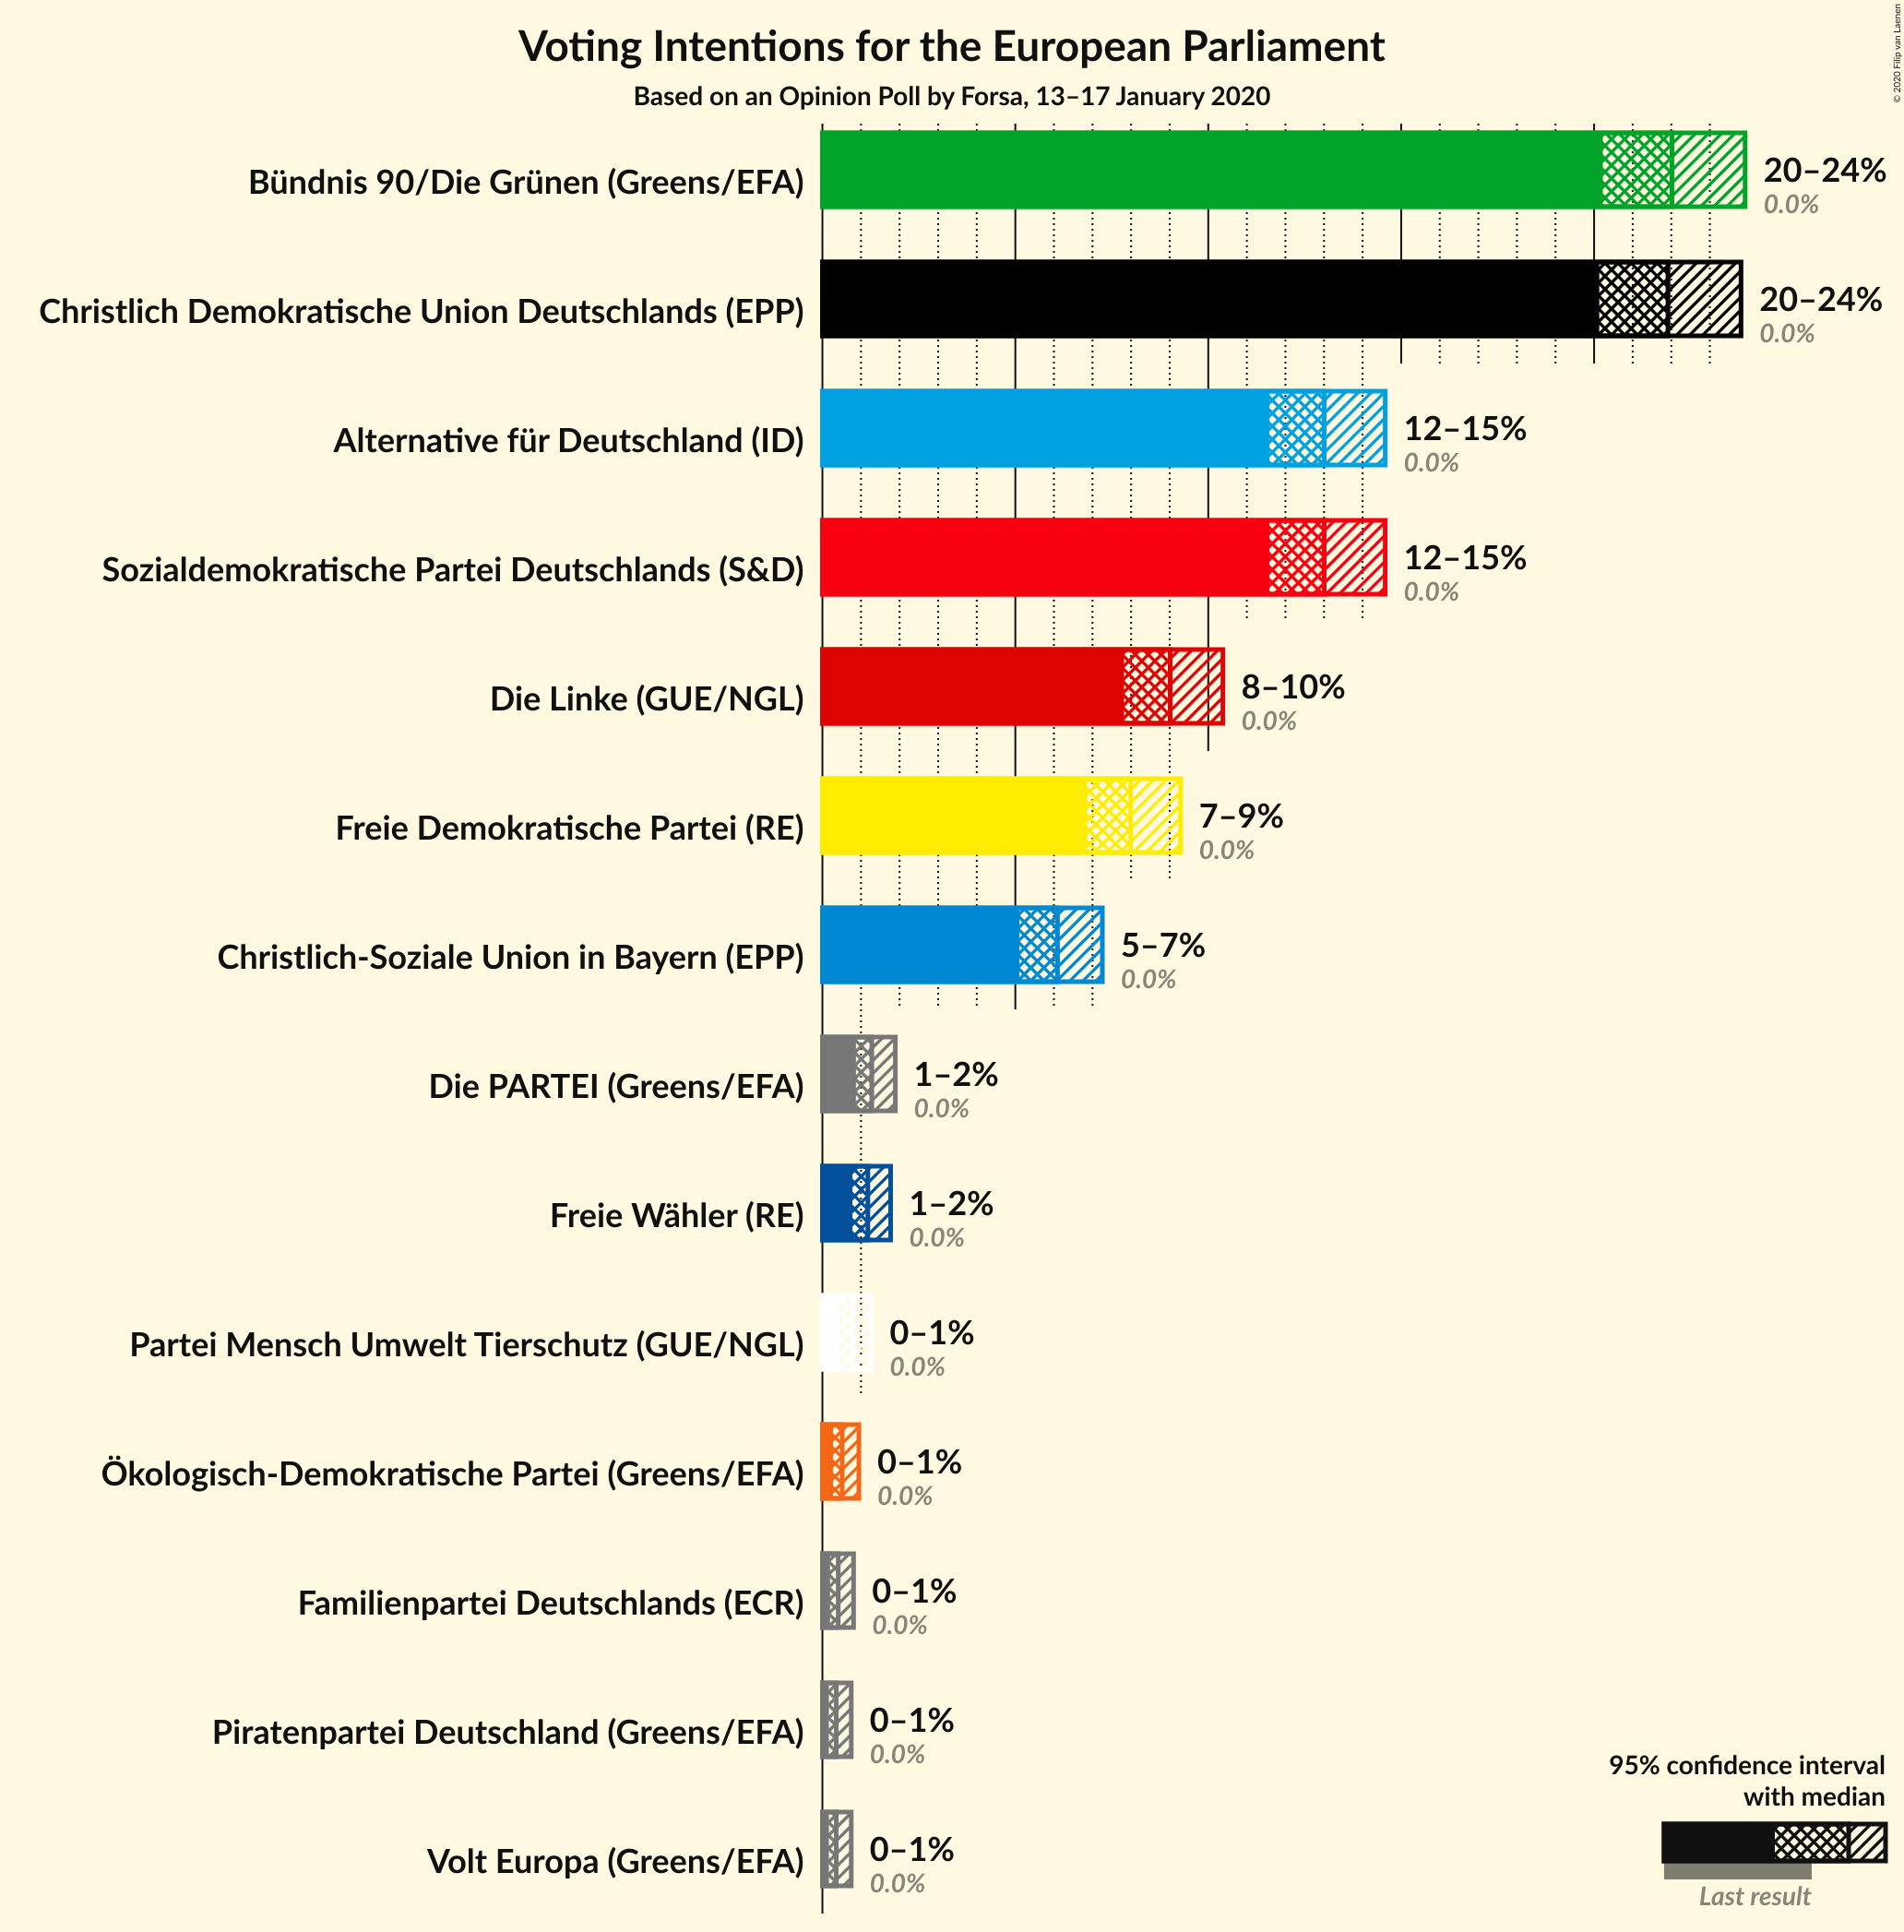 Voting Intentions for the European Parliament
Based on an Opinion Poll by Forsa, 13–17 January 2020
© 2020 Filip van Laenen
Bündnis 90/Die Grünen (Greens/EFA)
20–24%
0.0%
Christlich Demokratische Union Deutschlands (EPP)
20–24%
0.0%
Alternative für Deutschland (ID)
12–15%
0.0%
Sozialdemokratische Partei Deutschlands (S&D)
12–15%
0.0%
Die Linke (GUE/NGL)
8–10%
0.0%
Freie Demokratische Partei (RE)
7–9%
0.0%
Christlich-Soziale Union in Bayern (EPP)
5–7%
0.0%
Die PARTEI (Greens/EFA)
1–2%
0.0%
Freie Wähler (RE)
1–2%
0.0%
Partei Mensch Umwelt Tierschutz (GUE/NGL)
0–1%
0.0%
Ökologisch-Demokratische Partei (Greens/EFA)
0–1%
0.0%
Familienpartei Deutschlands (ECR)
0–1%
0.0%
Piratenpartei Deutschland (Greens/EFA)
0–1%
0.0%
Volt Europa (Greens/EFA)
0–1%
0.0%
95% confidence interval
with median
Last result